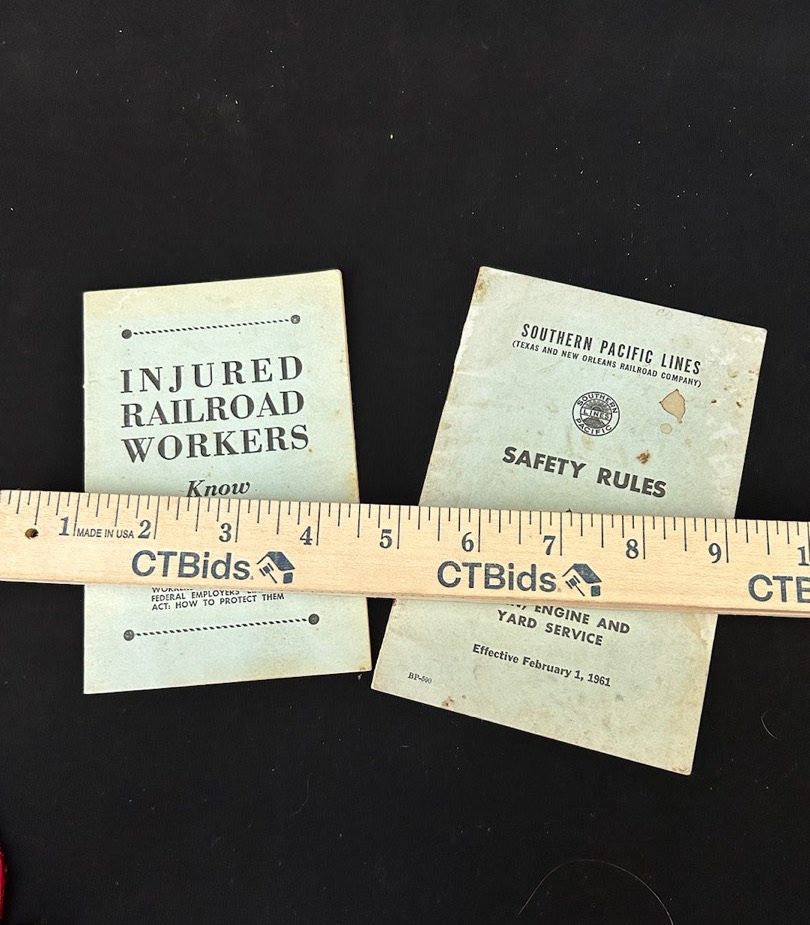 INJURED
RAILROAD
WORKERS
Know
FEDERAL EMPLOYERS
ACT: HOW TO PROTECT THEM
SOUTHERN PACIFIC LINES
(TEXAS AND NEW ORLEANS RAILROAD COMPANY)
SOUTHERN
LINES
PACIFIC
SAFETY RULES
ENGINE AND
YARD SERVICE
Effective February 1, 1961
BP-500
1 MADE IN USA 2 3 4 5 6 7 8 9 1
CTBids. CTBids. CTB